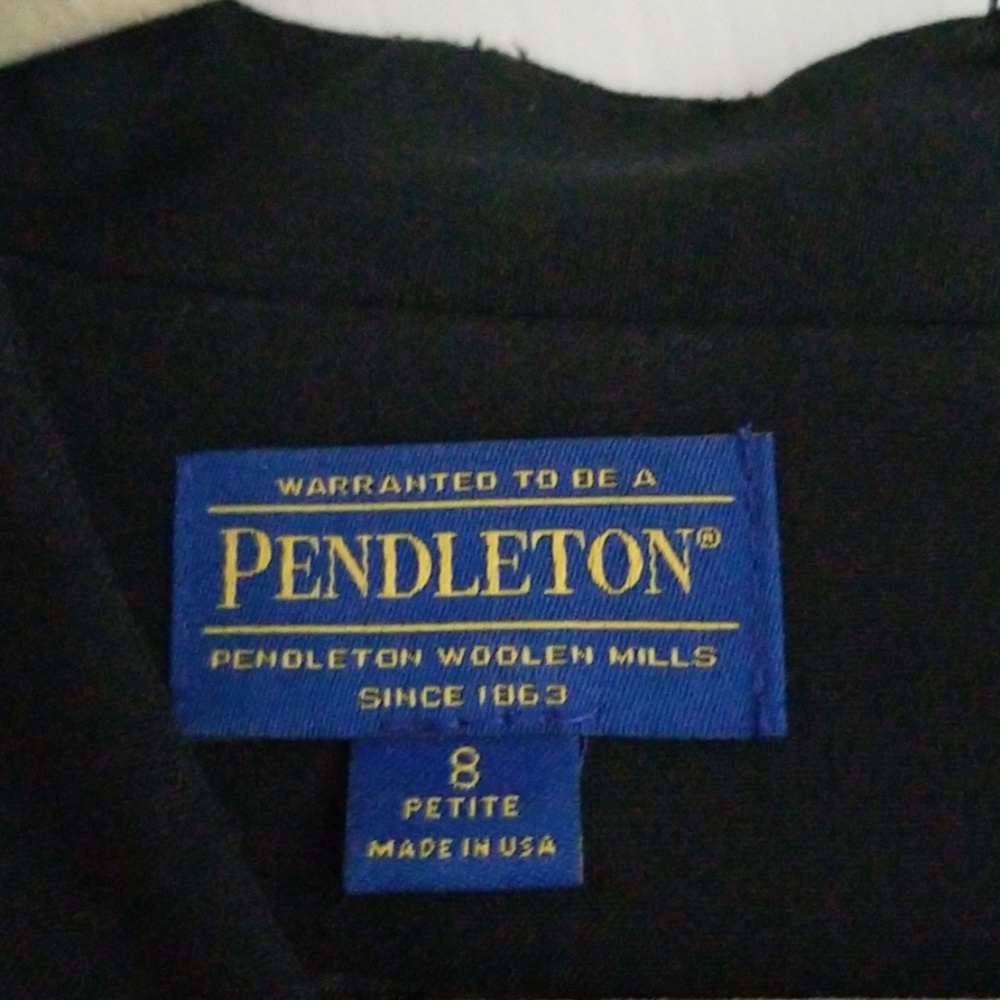 WARRANTED TO BE A
PENDLETON®
PENDLETON WOOLEN MILLS
SINCE 1863
8
PETITE
MADE IN USA